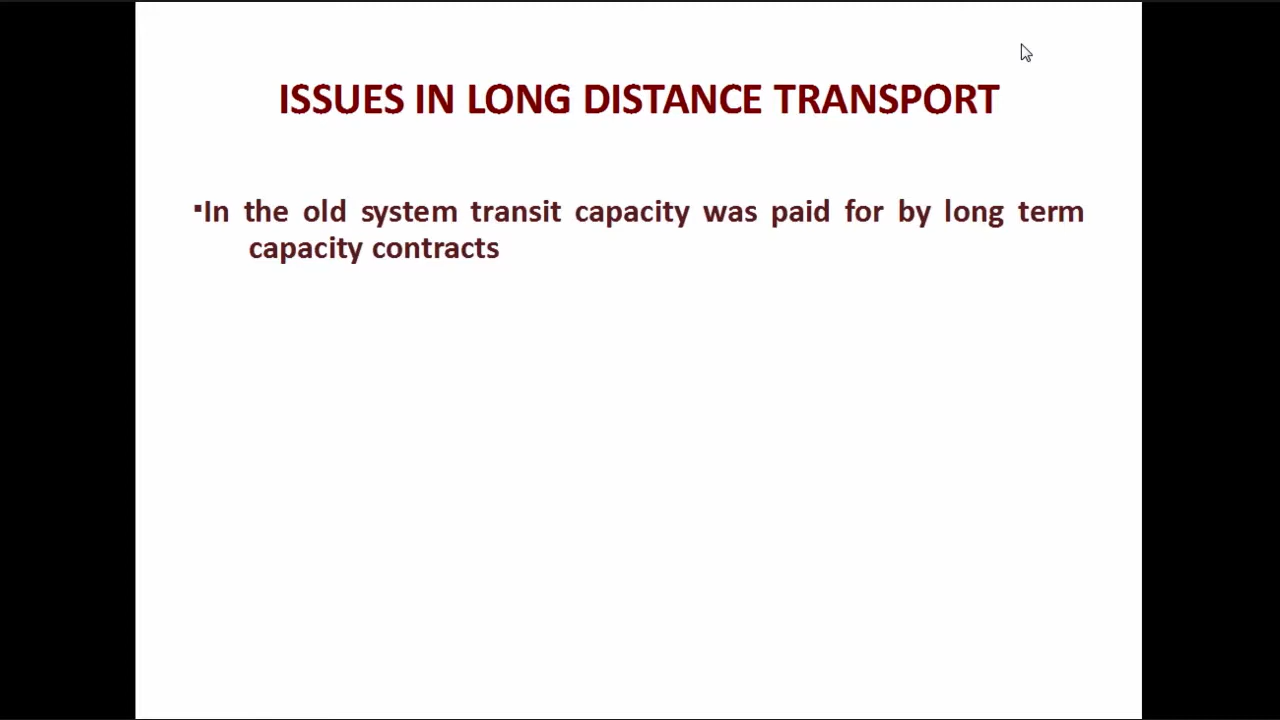 ISSUES IN LONG DISTANCE TRANSPORT
▪In the old system transit capacity was paid for by long term
capacity contracts